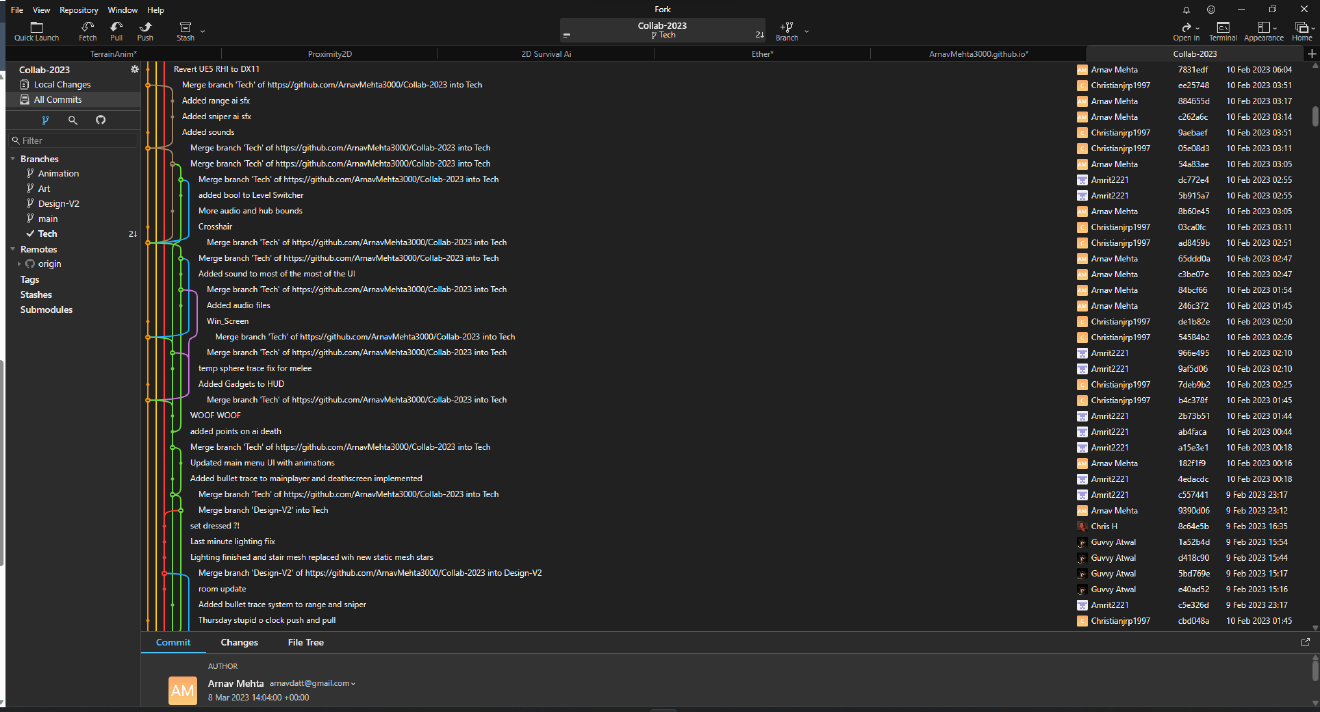 File View Repository Window Help
Fork
Quick Launch Fetch Pull Push Stash
Collab-2023
Tech 2↓
Branch
Open in Terminal Appearance Home
TerrainAnim* Proximity2D 2D Survival Ai Ether* ArnavMehta3000.github.io* Collab-2023 +
Collab-2023
Local Changes
All Commits
Filter
Branches
Animation
Art
Design-V2
main
Tech 2↓
Remotes
origin
Tags
Stashes
Submodules
Revert UE5 RHI to DX11 AM Arnav Mehta 7831edf 10 Feb 2023 06:04
Merge branch 'Tech' of https://github.com/ArnavMehta3000/Collab-2023 into Tech C Christianjrp1997 ee25748 10 Feb 2023 03:51
Added range ai sfx AM Arnav Mehta 884655d 10 Feb 2023 03:17
Added sniper ai sfx AM Arnav Mehta c262a6c 10 Feb 2023 03:14
Added sounds C Christianjrp1997 9aebaef 10 Feb 2023 03:51
Merge branch 'Tech' of https://github.com/ArnavMehta3000/Collab-2023 into Tech C Christianjrp1997 05e08d3 10 Feb 2023 03:11
Merge branch 'Tech' of https://github.com/ArnavMehta3000/Collab-2023 into Tech AM Arnav Mehta 54a83ae 10 Feb 2023 03:05
Merge branch 'Tech' of https://github.com/ArnavMehta3000/Collab-2023 into Tech Amrit2221 dc772e4 10 Feb 2023 02:55
added bool to Level Switcher Amrit2221 5b915a7 10 Feb 2023 02:55
More audio and hub bounds AM Arnav Mehta 8b60e45 10 Feb 2023 03:05
Crosshair C Christianjrp1997 03ca0fc 10 Feb 2023 03:11
Merge branch 'Tech' of https://github.com/ArnavMehta3000/Collab-2023 into Tech C Christianjrp1997 ad8459b 10 Feb 2023 02:51
Merge branch 'Tech' of https://github.com/ArnavMehta3000/Collab-2023 into Tech AM Arnav Mehta 65ddd0a 10 Feb 2023 02:47
Added sound to most of the most of the UI AM Arnav Mehta c3be07e 10 Feb 2023 02:47
Merge branch 'Tech' of https://github.com/ArnavMehta3000/Collab-2023 into Tech AM Arnav Mehta 84bcf66 10 Feb 2023 01:54
Added audio files AM Arnav Mehta 246c372 10 Feb 2023 01:45
Win_Screen C Christianjrp1997 de1b82e 10 Feb 2023 02:50
Merge branch 'Tech' of https://github.com/ArnavMehta3000/Collab-2023 into Tech C Christianjrp1997 54584b2 10 Feb 2023 02:26
Merge branch 'Tech' of https://github.com/ArnavMehta3000/Collab-2023 into Tech Amrit2221 966e495 10 Feb 2023 02:10
temp sphere trace fix for melee Amrit2221 9af5d06 10 Feb 2023 02:10
Added Gadgets to HUD C Christianjrp1997 7deb9b2 10 Feb 2023 02:25
Merge branch 'Tech' of https://github.com/ArnavMehta3000/Collab-2023 into Tech C Christianjrp1997 b4c378f 10 Feb 2023 01:45
WOOF WOOF Amrit2221 2b73b51 10 Feb 2023 01:44
added points on ai death Amrit2221 ab4faca 10 Feb 2023 00:44
Merge branch 'Tech' of https://github.com/ArnavMehta3000/Collab-2023 into Tech Amrit2221 a15e3e1 10 Feb 2023 00:18
Updated main menu UI with animations AM Arnav Mehta 182f1f9 10 Feb 2023 00:16
Added bullet trace to mainplayer and deathscreen implemented Amrit2221 4edacdc 10 Feb 2023 00:18
Merge branch 'Tech' of https://github.com/ArnavMehta3000/Collab-2023 into Tech Amrit2221 c557441 9 Feb 2023 23:17
Merge branch 'Design-V2' into Tech AM Arnav Mehta 9390d06 9 Feb 2023 23:12
set dressed ?! Chris H 8c64e5b 9 Feb 2023 16:35
Last minute lighting fiix Guvvy Atwal 1a52b4d 9 Feb 2023 15:54
Lighting finished and stair mesh replaced wih new static mesh stars Guvvy Atwal d418c90 9 Feb 2023 15:44
Merge branch 'Design-V2' of https://github.com/ArnavMehta3000/Collab-2023 into Design-V2 Guvvy Atwal 5bd769e 9 Feb 2023 15:17
room update Guvvy Atwal e40ad52 9 Feb 2023 15:16
Added bullet trace system to range and sniper Amrit2221 c5e326d 9 Feb 2023 23:17
Thursday stupid o clock push and pull C Christianjrp1997 cbd048a 10 Feb 2023 01:45
Commit Changes File Tree
AUTHOR
AM Arnav Mehta arnavdatt@gmail.com
8 Mar 2023 14:04:00 +00:00